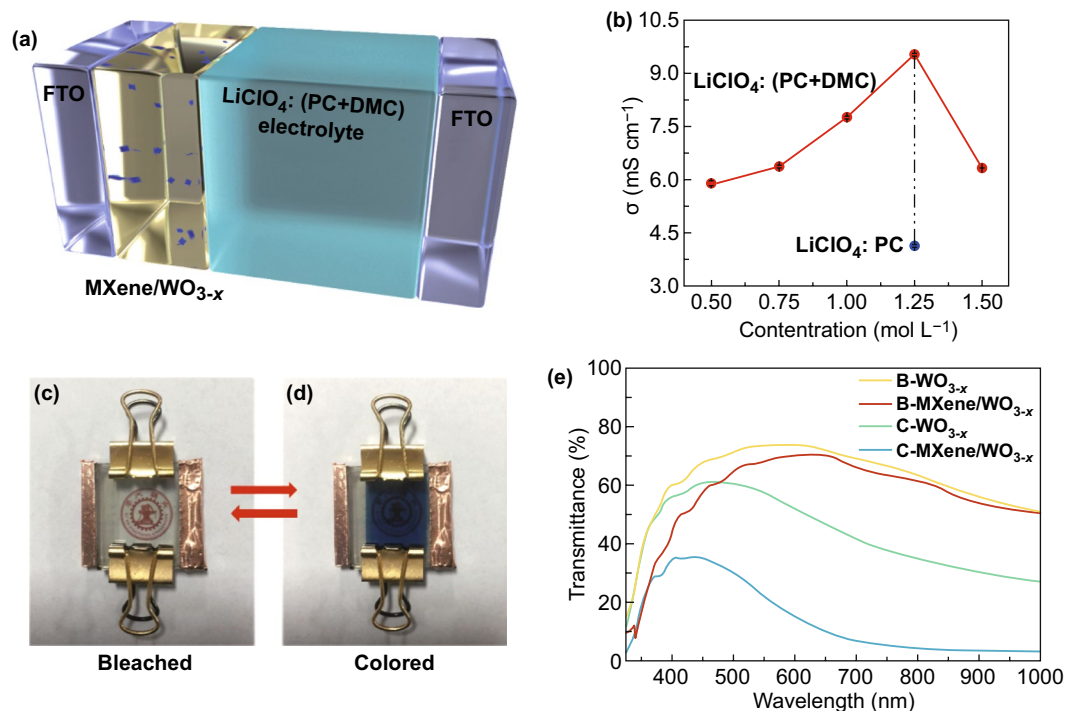 (a)
FTO
LiClO₄: (PC+DMC)
electrolyte
FTO
MXene/WO₃₋ₓ
(b)
10.5
9.0
7.5
6.0
4.5
3.0
σ (mS cm⁻¹)
LiClO₄: (PC+DMC)
LiClO₄: PC
0.50 0.75 1.00 1.25 1.50
Contentration (mol L⁻¹)
(c)
Bleached
(d)
Colored
(e)
100
80
60
40
20
0
Transmittance (%)
B-WO₃₋ₓ
B-MXene/WO₃₋ₓ
C-WO₃₋ₓ
C-MXene/WO₃₋ₓ
400 500 600 700 800 900 1000
Wavelength (nm)